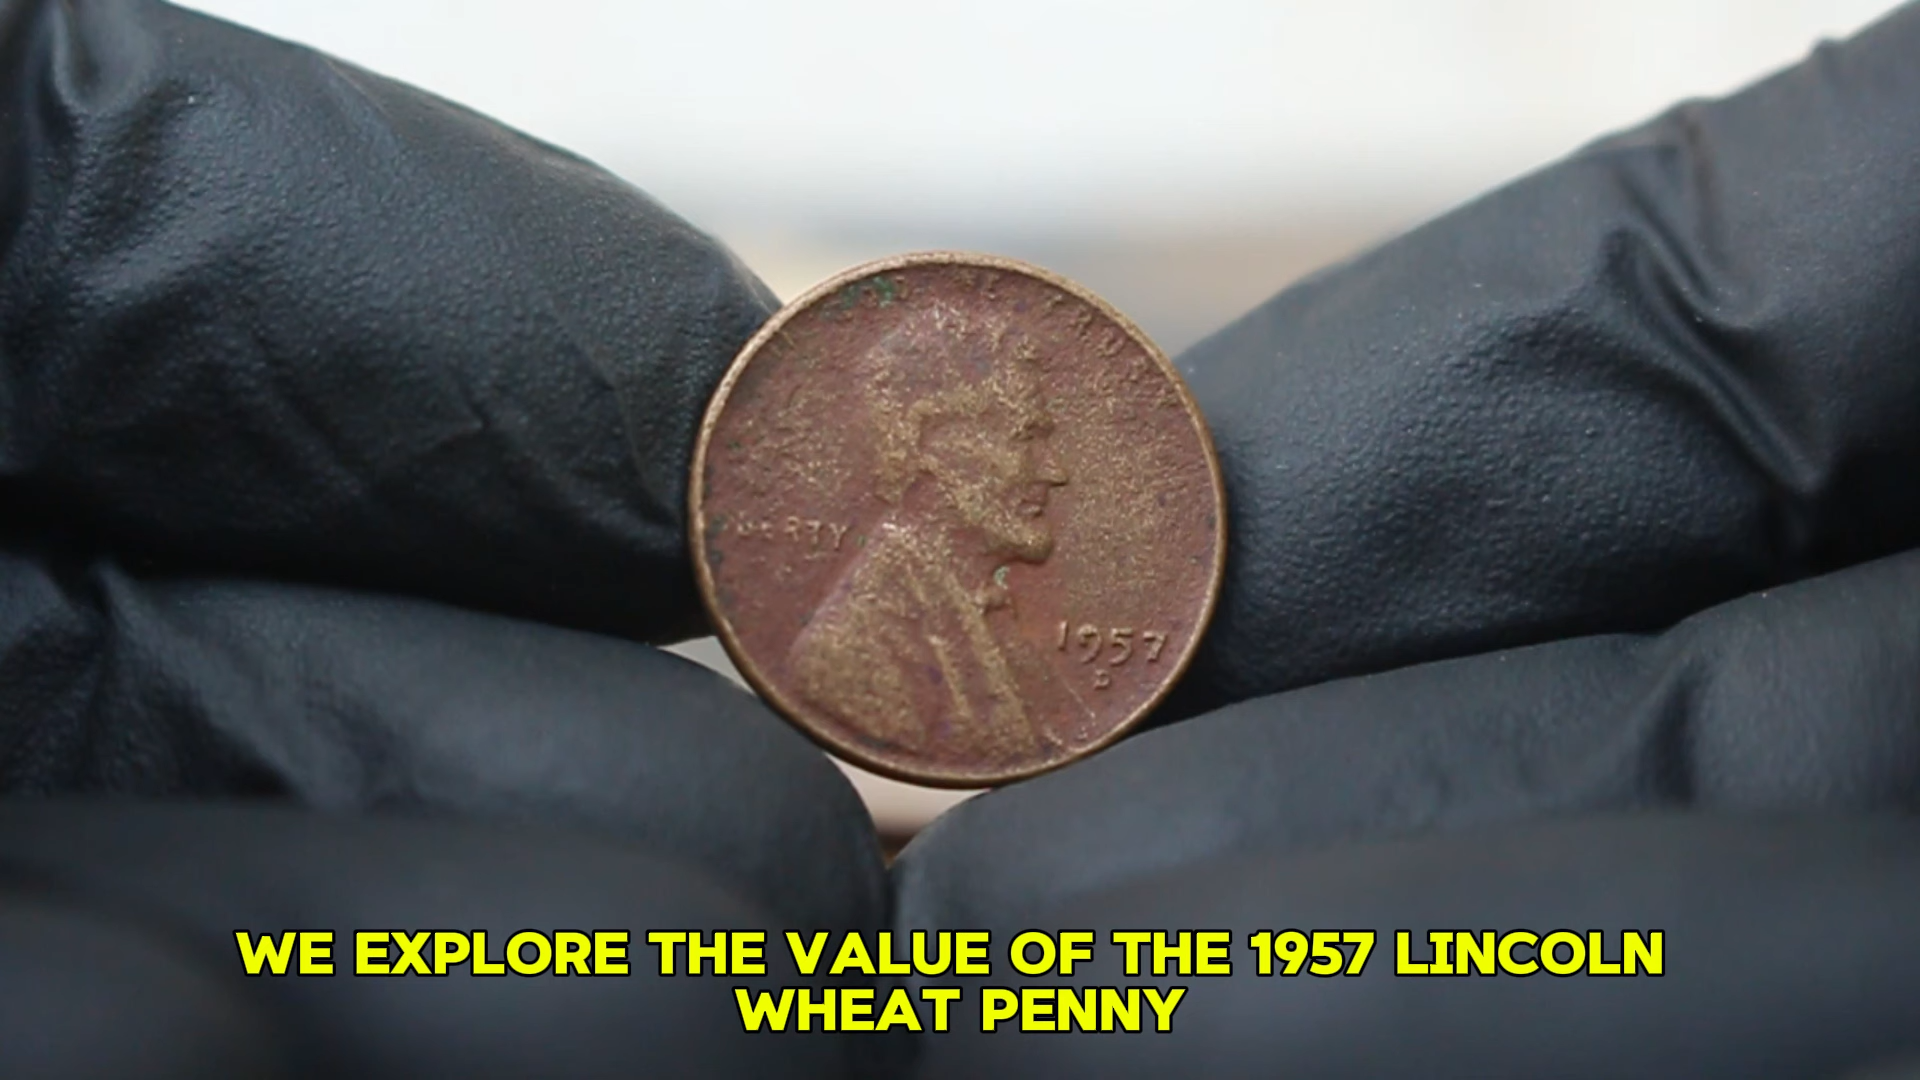 LIBERTY
1957
D
WE EXPLORE THE VALUE OF THE 1957 LINCOLN
WHEAT PENNY